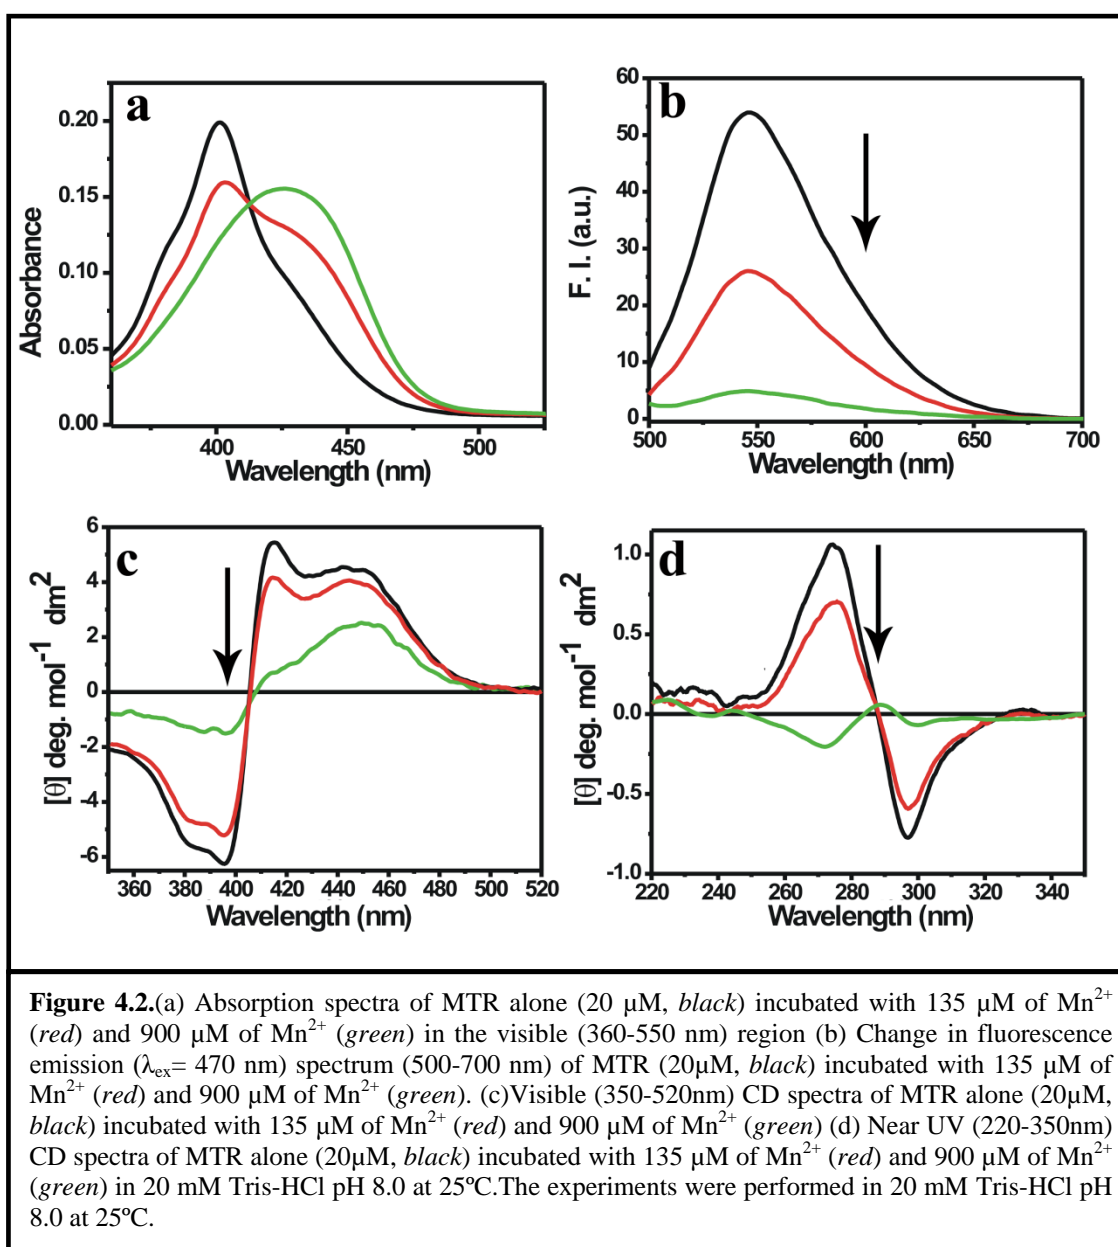 a
0.20
0.15
0.10
0.05
0.00
Absorbance
400 450 500
Wavelength (nm)
b
60
50
40
30
20
10
0
F. I. (a.u.)
500 550 600 650 700
Wavelength (nm)
c
6
4
2
0
-2
-4
-6
[θ] deg. mol-1 dm2
360 380 400 420 440 460 480 500 520
Wavelength (nm)
d
1.0
0.5
0.0
-0.5
-1.0
[θ] deg. mol-1 dm2
220 240 260 280 300 320 340
Wavelength (nm)
Figure 4.2.(a) Absorption spectra of MTR alone (20 µM, black) incubated with 135 µM of Mn2+
(red) and 900 µM of Mn2+ (green) in the visible (360-550 nm) region (b) Change in fluorescence
emission (λex= 470 nm) spectrum (500-700 nm) of MTR (20µM, black) incubated with 135 µM of
Mn2+ (red) and 900 µM of Mn2+ (green). (c)Visible (350-520nm) CD spectra of MTR alone (20µM,
black) incubated with 135 µM of Mn2+ (red) and 900 µM of Mn2+ (green) (d) Near UV (220-350nm)
CD spectra of MTR alone (20µM, black) incubated with 135 µM of Mn2+ (red) and 900 µM of Mn2+
(green) in 20 mM Tris-HCl pH 8.0 at 25ºC.The experiments were performed in 20 mM Tris-HCl pH
8.0 at 25ºC.